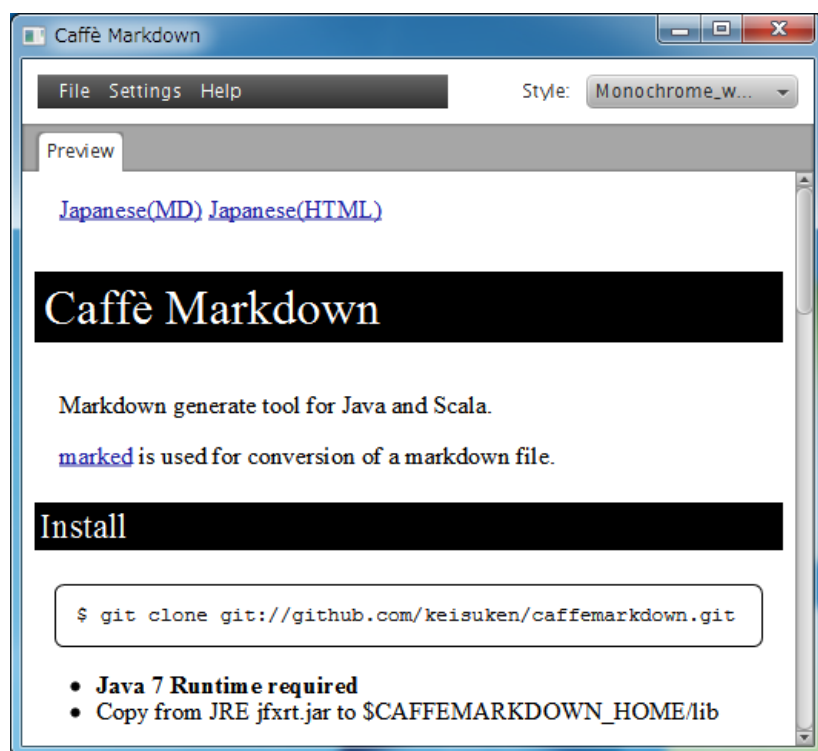 Caffè Markdown
File Settings Help
Style: Monochrome_w...
Preview
Japanese(MD) Japanese(HTML)
Caffè Markdown
Markdown generate tool for Java and Scala.
marked is used for conversion of a markdown file.
Install
$ git clone git://github.com/keisuken/caffemarkdown.git
• Java 7 Runtime required
• Copy from JRE jfxrt.jar to $CAFFEMARKDOWN_HOME/lib